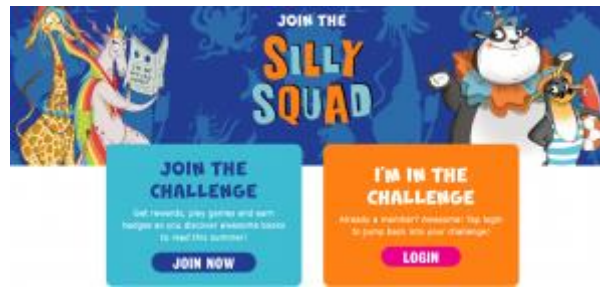 JOIN THE
SILLY
SQUAD
JOIN THE
CHALLENGE
Get rewards, play games and earn
badges as you discover awesome books
to read this summer!
JOIN NOW
I'M IN THE
CHALLENGE
Already a member? Awesome! Tap login
to jump back into your challenge!
LOGIN